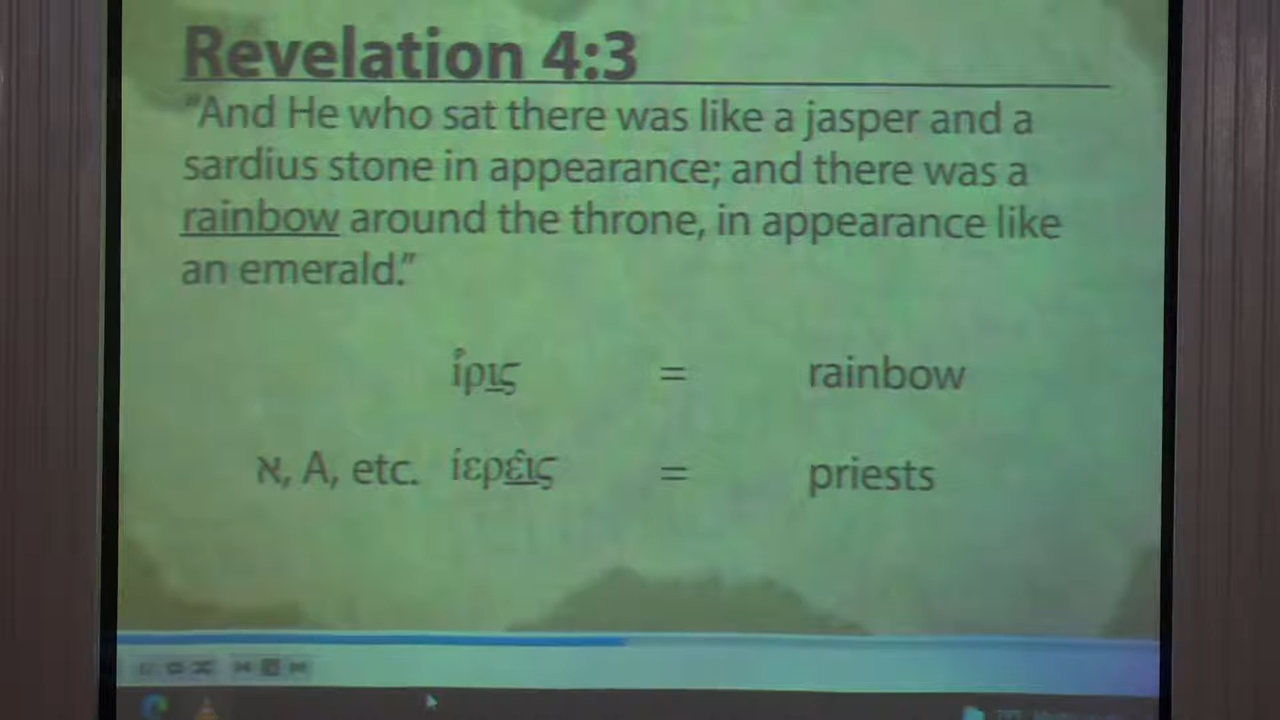 Revelation 4:3
"And He who sat there was like a jasper and a
sardius stone in appearance; and there was a
rainbow around the throne, in appearance like
an emerald."
ἶρις = rainbow
א, A, etc. ἱερεῖς = priests